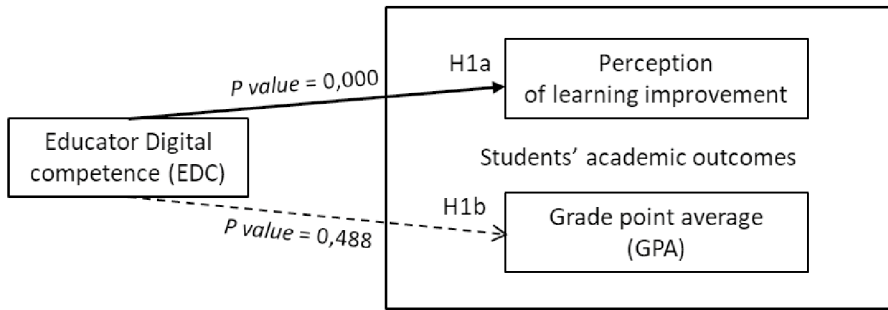 H1a
Perception
of learning improvement
P value = 0,000
Educator Digital
competence (EDC)
Students’ academic outcomes
H1b
Grade point average
(GPA)
P value = 0,488